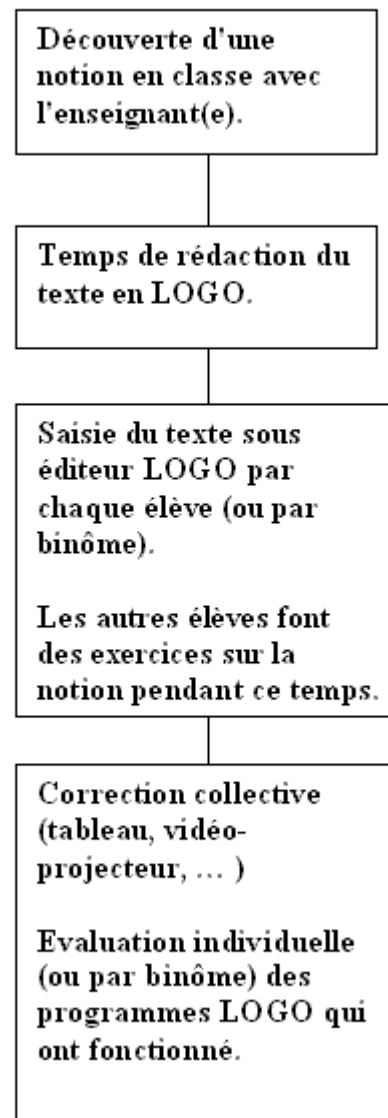 Découverte d'une
notion en classe avec
l'enseignant(e).
Temps de rédaction du
texte en LOGO.
Saisie du texte sous
éditeur LOGO par
chaque élève (ou par
binôme).
Les autres élèves font
des exercices sur la
notion pendant ce temps.
Correction collective
(tableau, vidéo-
projecteur, … )
Evaluation individuelle
(ou par binôme) des
programmes LOGO qui
ont fonctionné.